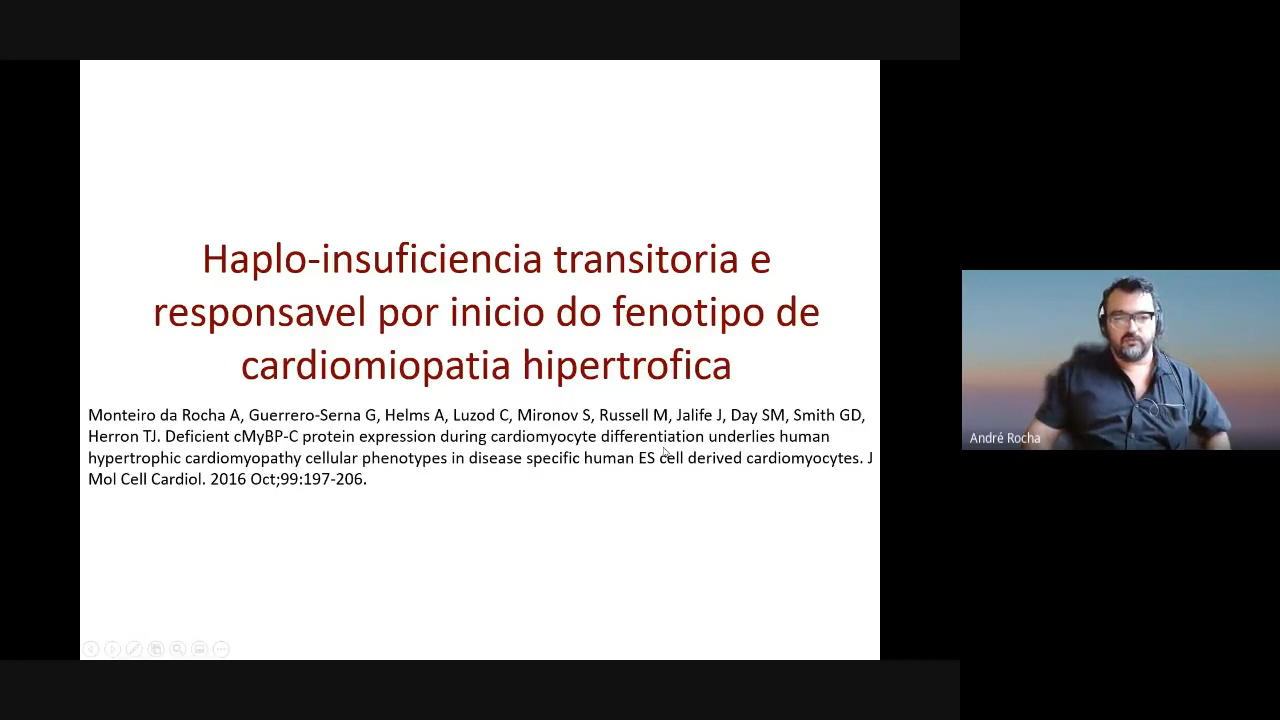 Haplo-insuficiencia transitoria e
responsavel por inicio do fenotipo de
cardiomiopatia hipertrofica
Monteiro da Rocha A, Guerrero-Serna G, Helms A, Luzod C, Mironov S, Russell M, Jalife J, Day SM, Smith GD,
Herron TJ. Deficient cMyBP-C protein expression during cardiomyocyte differentiation underlies human
hypertrophic cardiomyopathy cellular phenotypes in disease specific human ES cell derived cardiomyocytes. J
Mol Cell Cardiol. 2016 Oct;99:197-206.
André Rocha